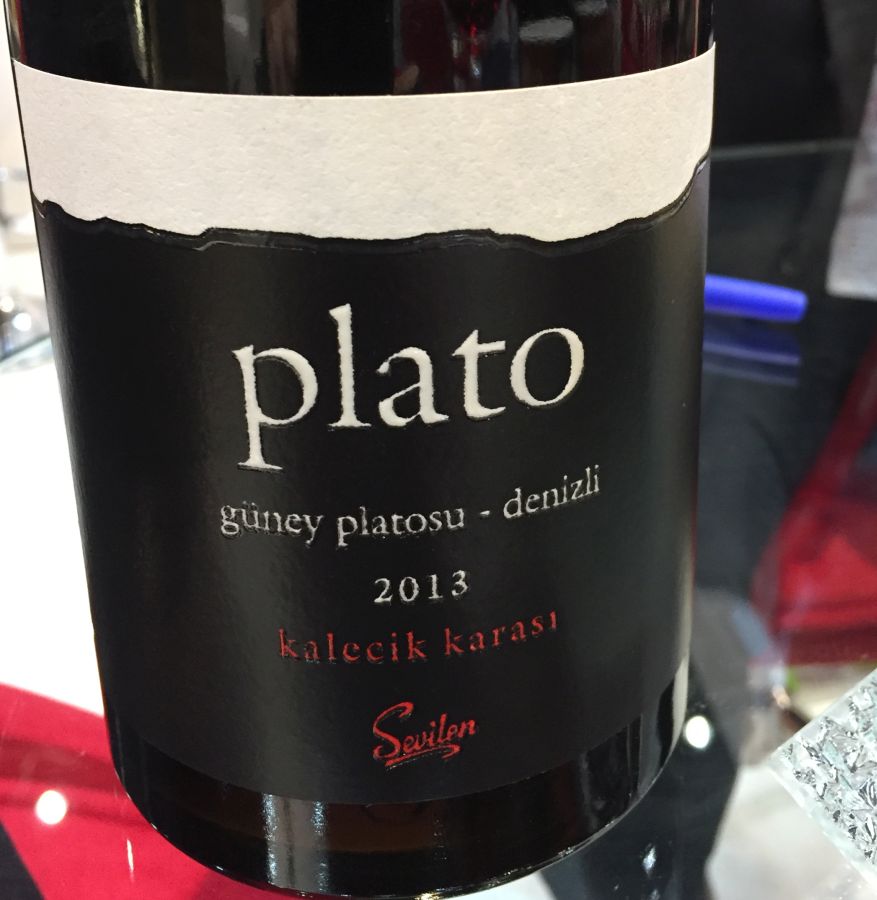 plato
güney platosu - denizli
2013
kalecik karası
Sevilen